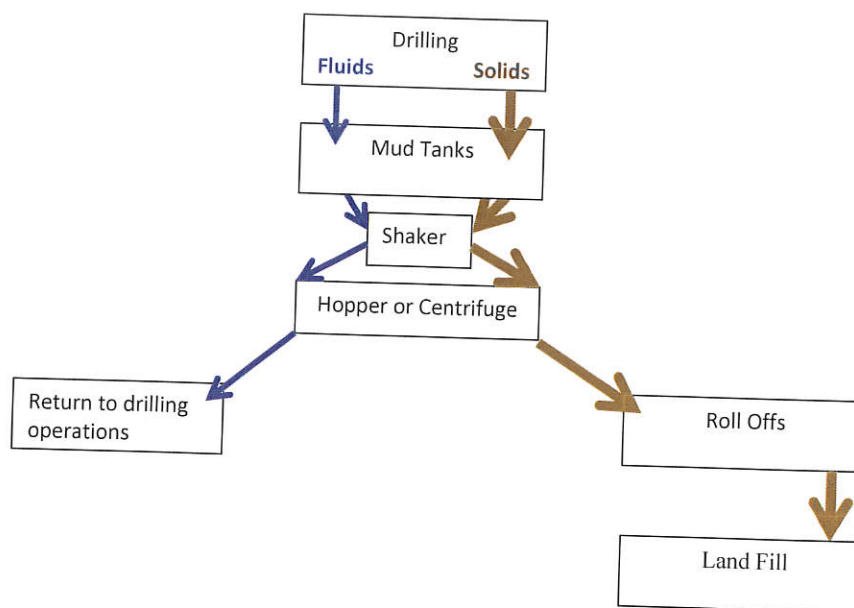 Drilling
Fluids Solids
Mud Tanks
Shaker
Hopper or Centrifuge
Return to drilling
operations
Roll Offs
Land Fill